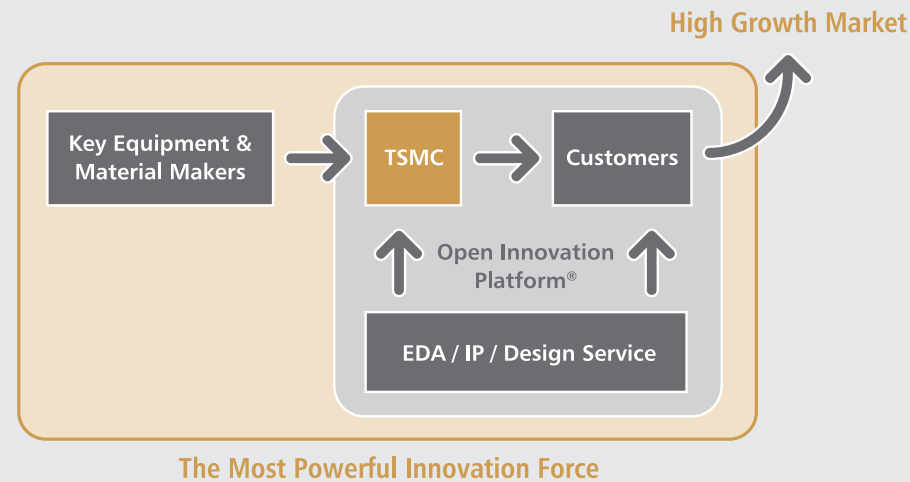 High Growth Market
Key Equipment &
Material Makers
TSMC
Customers
Open Innovation
Platform®
EDA / IP / Design Service
The Most Powerful Innovation Force